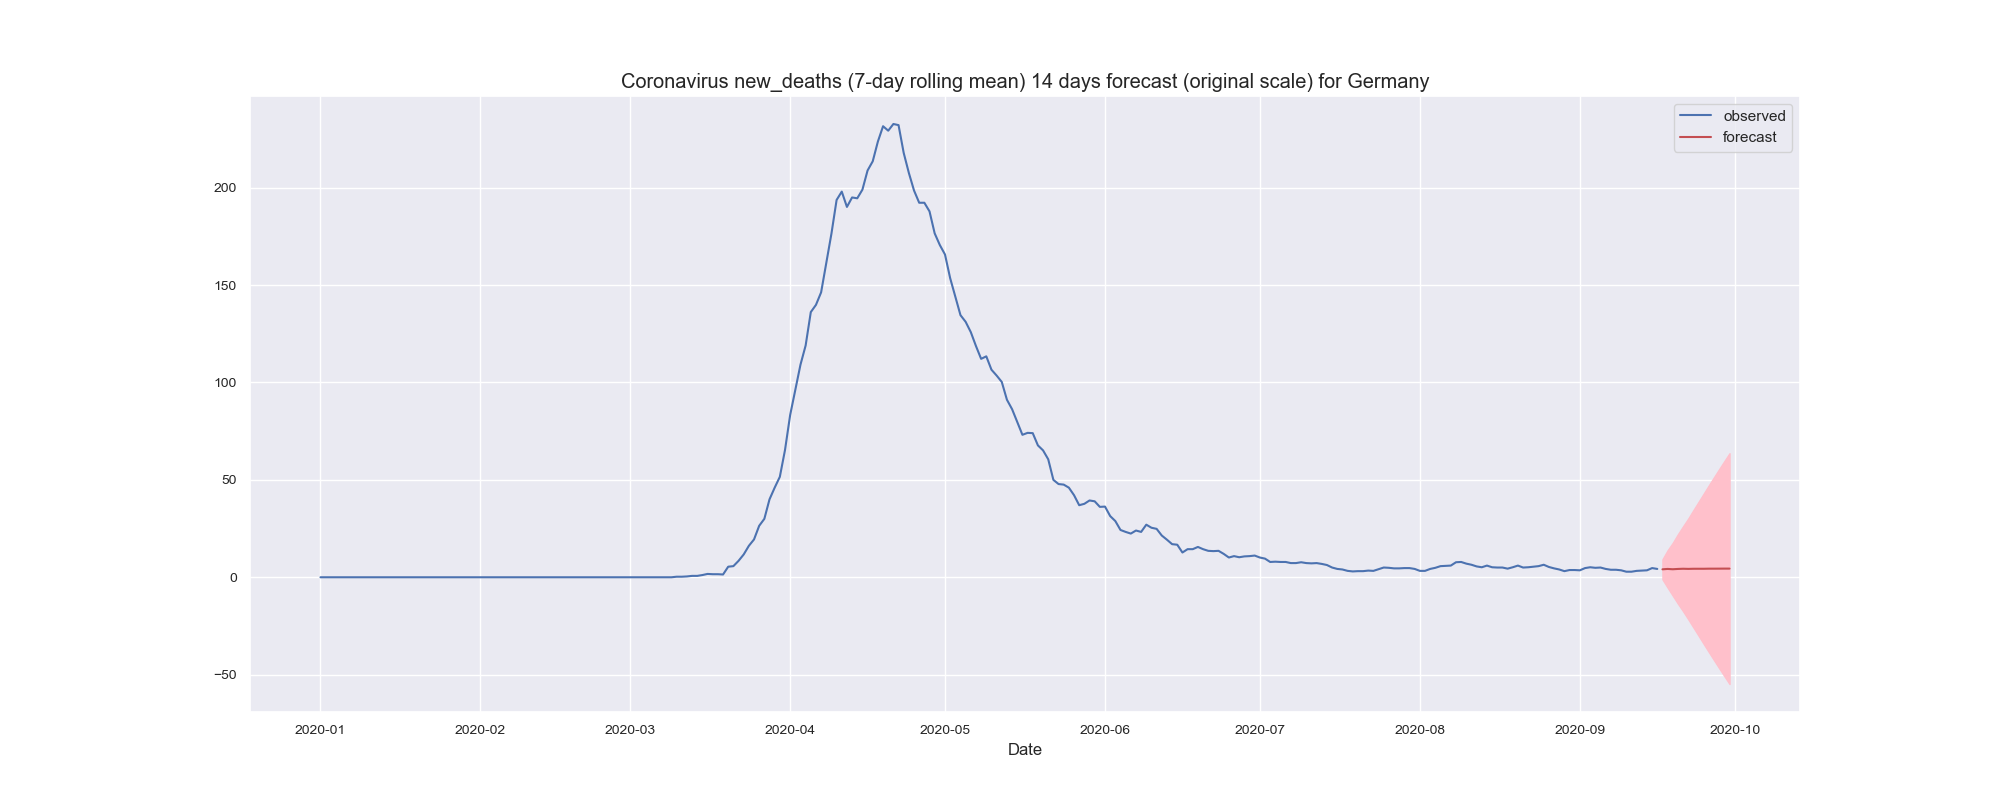 Coronavirus new_deaths (7-day rolling mean) 14 days forecast (original scale) for Germany
observed
forecast
200
150
100
50
0
−50
2020-01 2020-02 2020-03 2020-04 2020-05 2020-06 2020-07 2020-08 2020-09 2020-10
Date